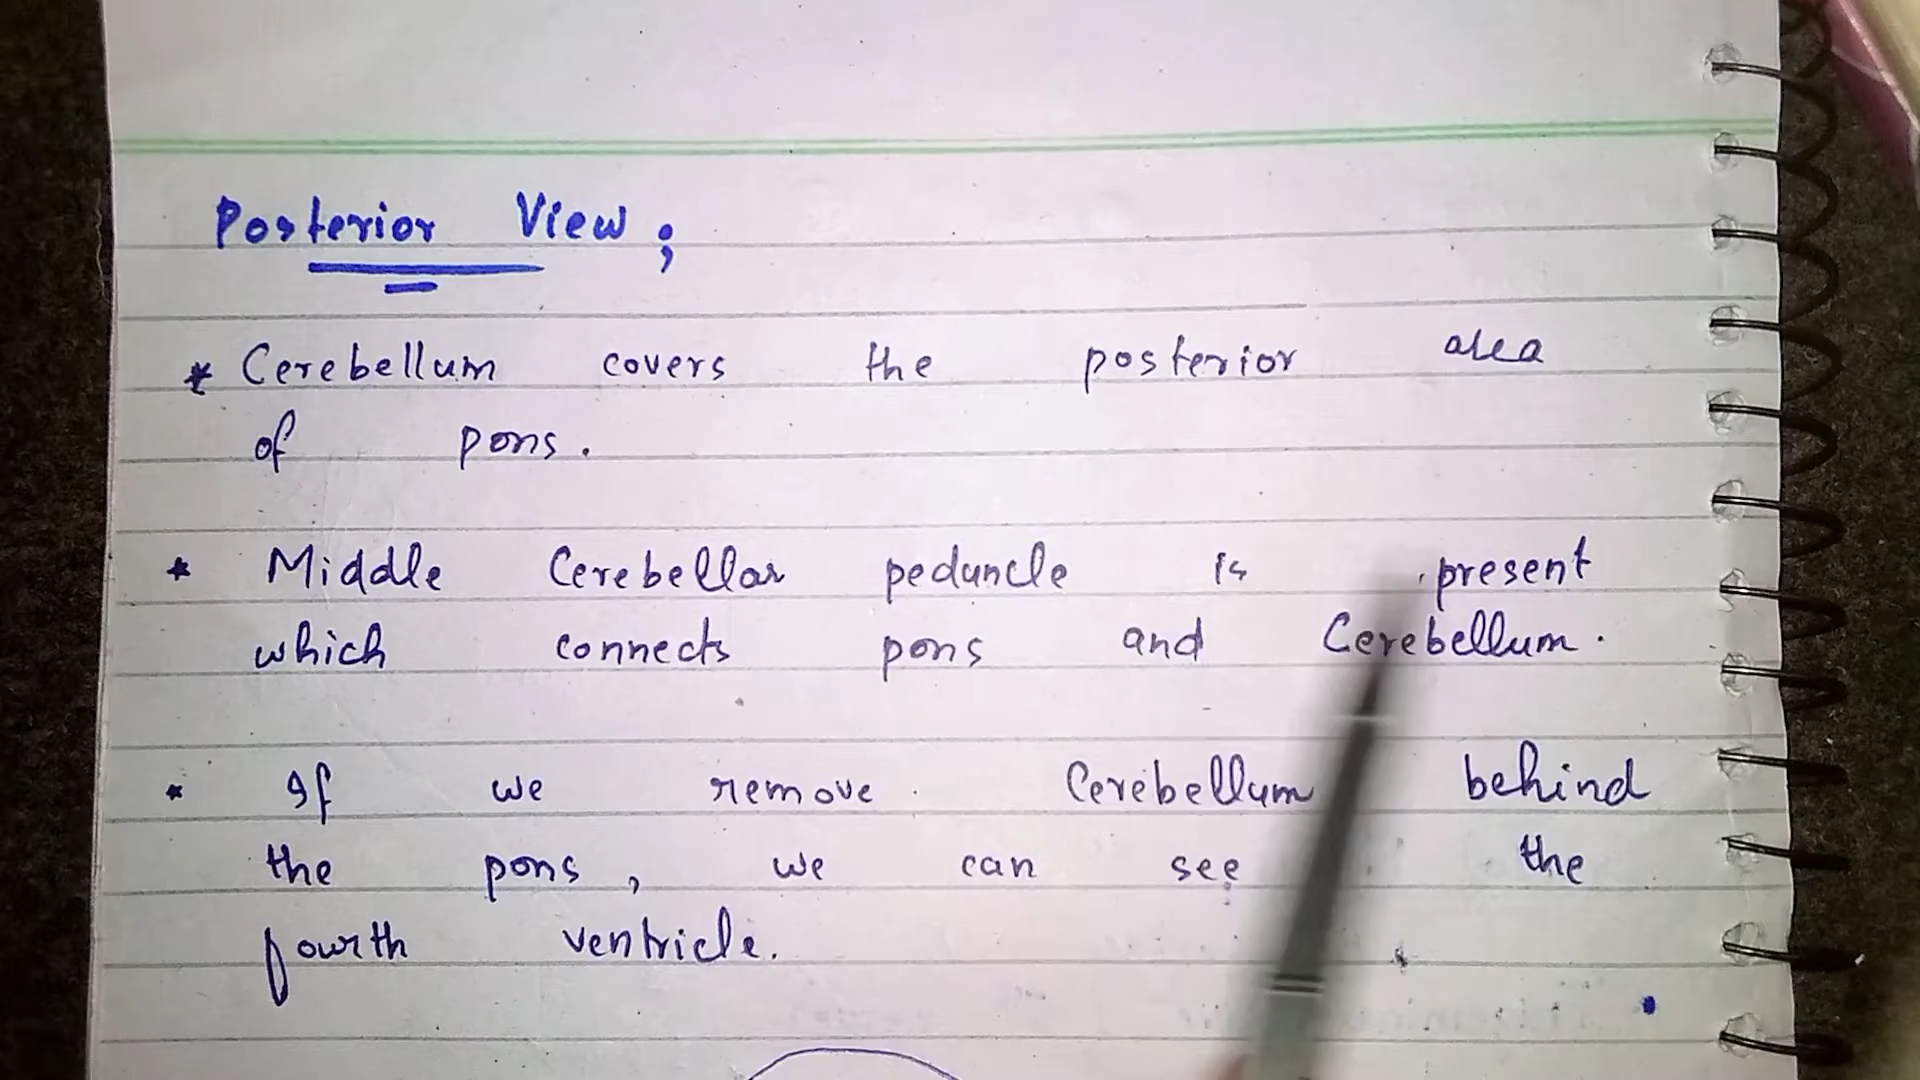 Posterior View;
* Cerebellum covers the posterior area
of pons.
* Middle Cerebellar peduncle is present
which connects pons and Cerebellum.
* If we remove Cerebellum behind
the pons, we can see the
fourth ventricle.